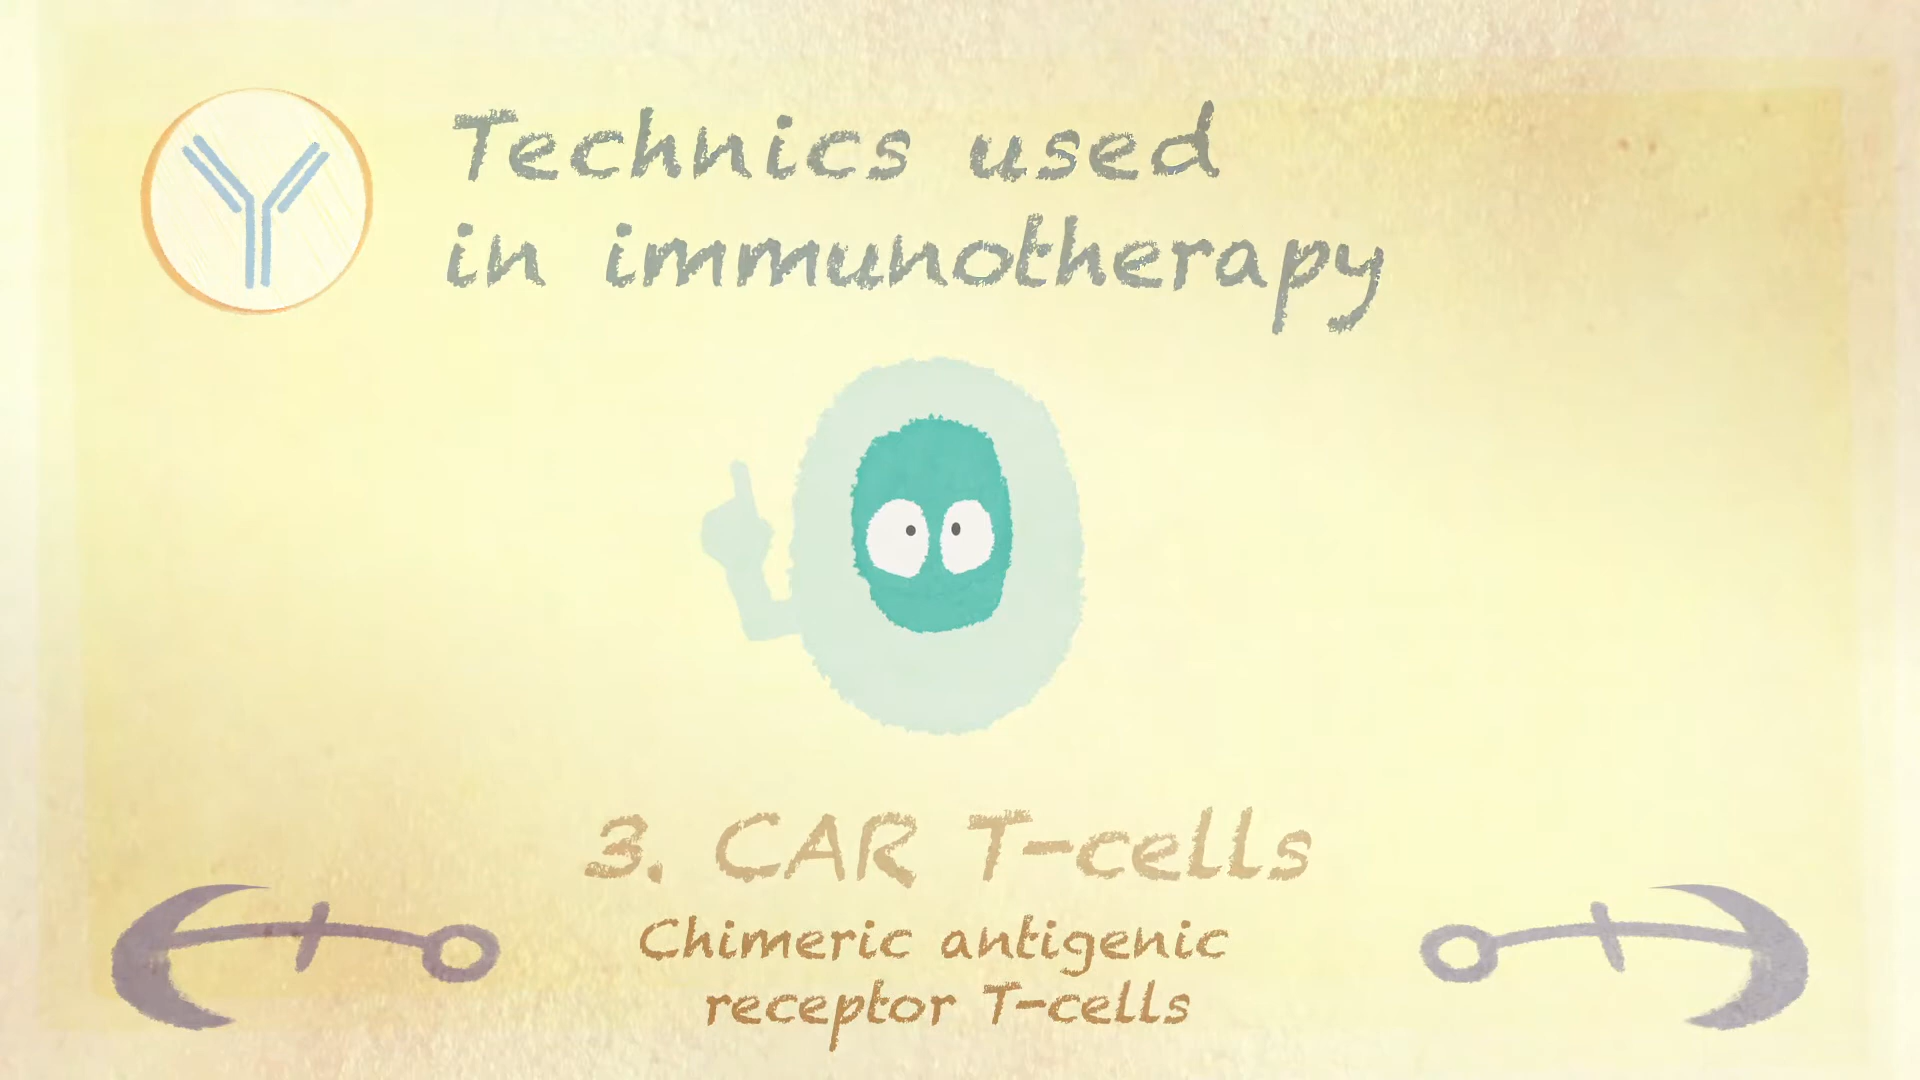 Technics used
in immunotherapy
3. CAR T-cells
Chimeric antigenic
receptor T-cells